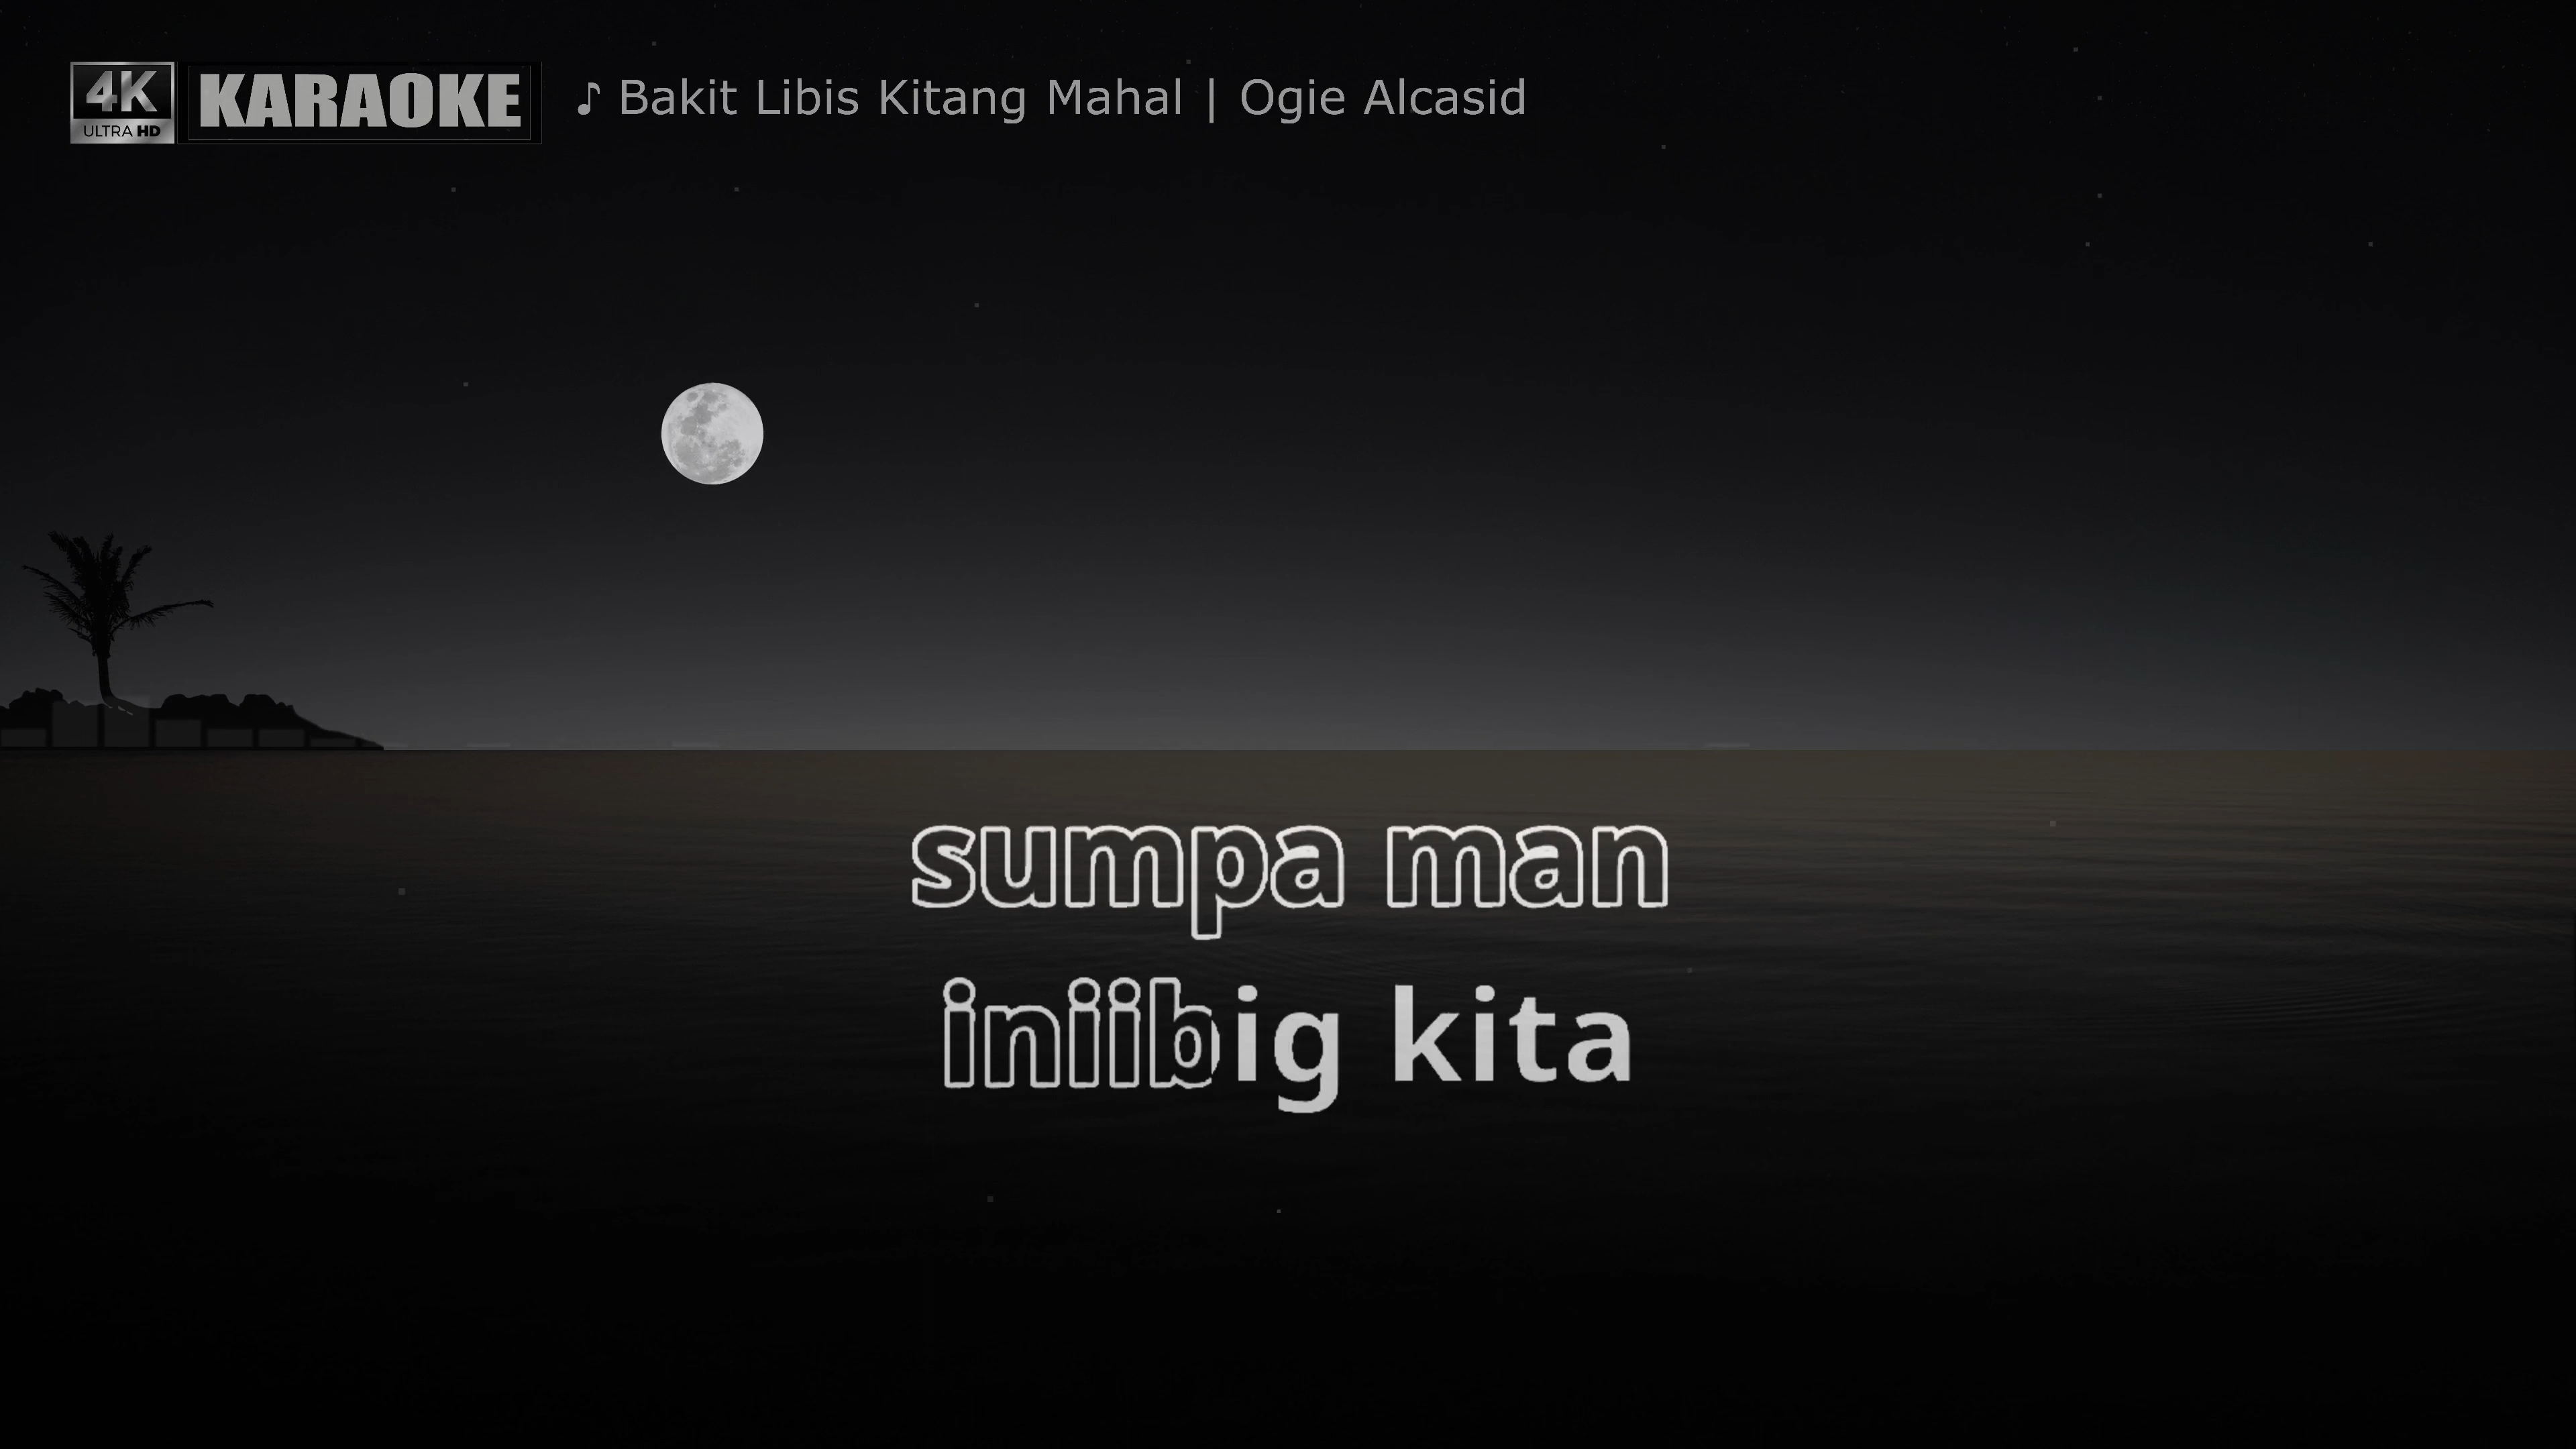 4K
ULTRA HD
KARAOKE
♪ Bakit Libis Kitang Mahal | Ogie Alcasid
sumpa man
iniibig kita